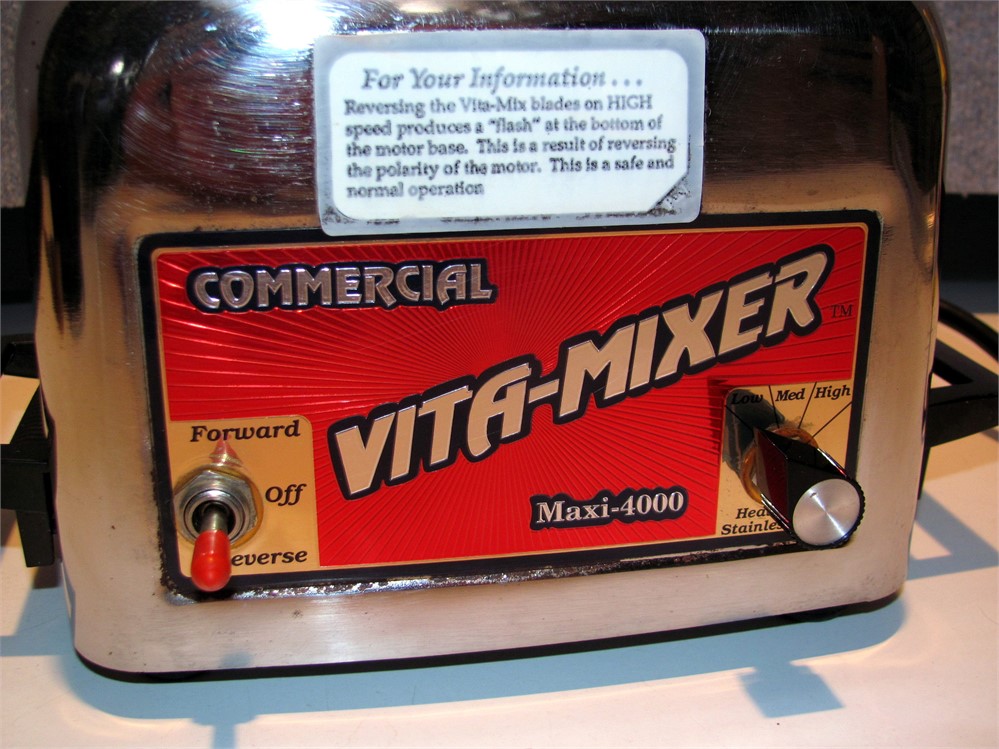 For Your Information . . .
Reversing the Vita-Mix blades on HIGH
speed produces a "flash" at the bottom of
the motor base. This is a result of reversing
the polarity of the motor. This is a safe and
normal operation
COMMERCIAL
VITA-MIXER TM
Low Med High
Forward
Off
Maxi-4000
everse